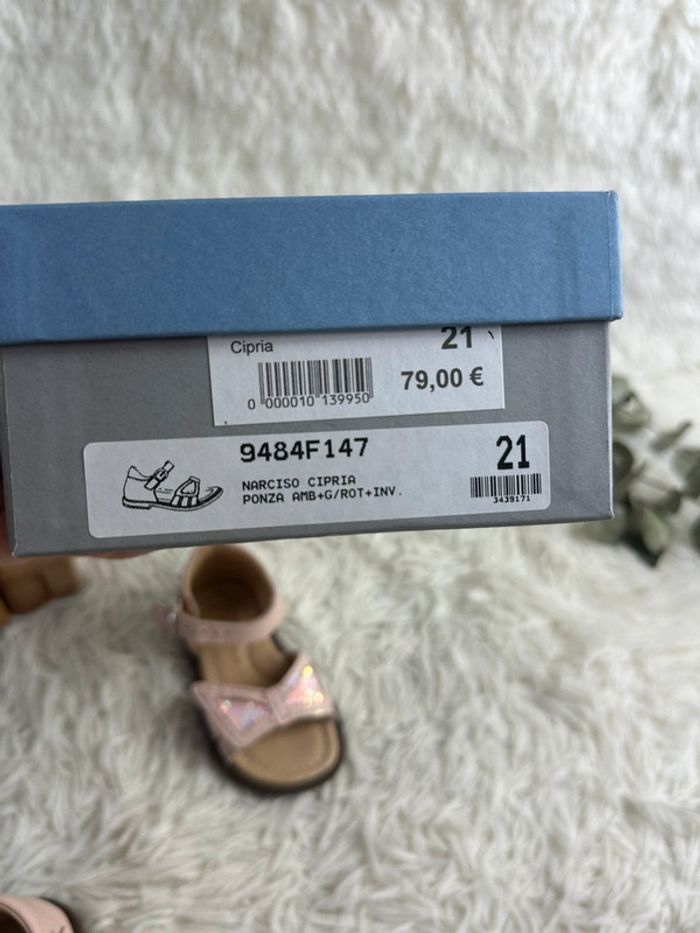 Cipria
21
79,00 €
0 000010 139950
9484F147
21
NARCISO CIPRIA
PONZA AMB+G/ROT+INV.
3439171